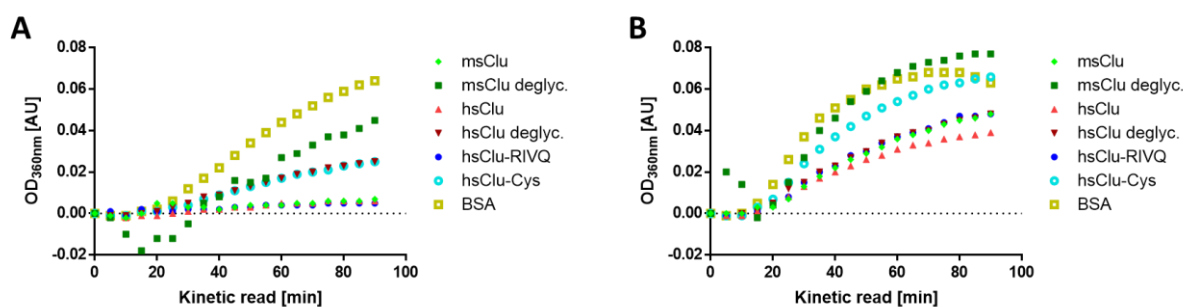 A
OD360nm [AU]
0.08
0.06
0.04
0.02
0.00
-0.02
0
20
40
60
80
100
Kinetic read [min]
msClu
msClu deglyc.
hsClu
hsClu deglyc.
hsClu-RIVQ
hsClu-Cys
BSA
B
OD360nm [AU]
0.08
0.06
0.04
0.02
0.00
-0.02
0
20
40
60
80
100
Kinetic read [min]
msClu
msClu deglyc.
hsClu
hsClu deglyc.
hsClu-RIVQ
hsClu-Cys
BSA